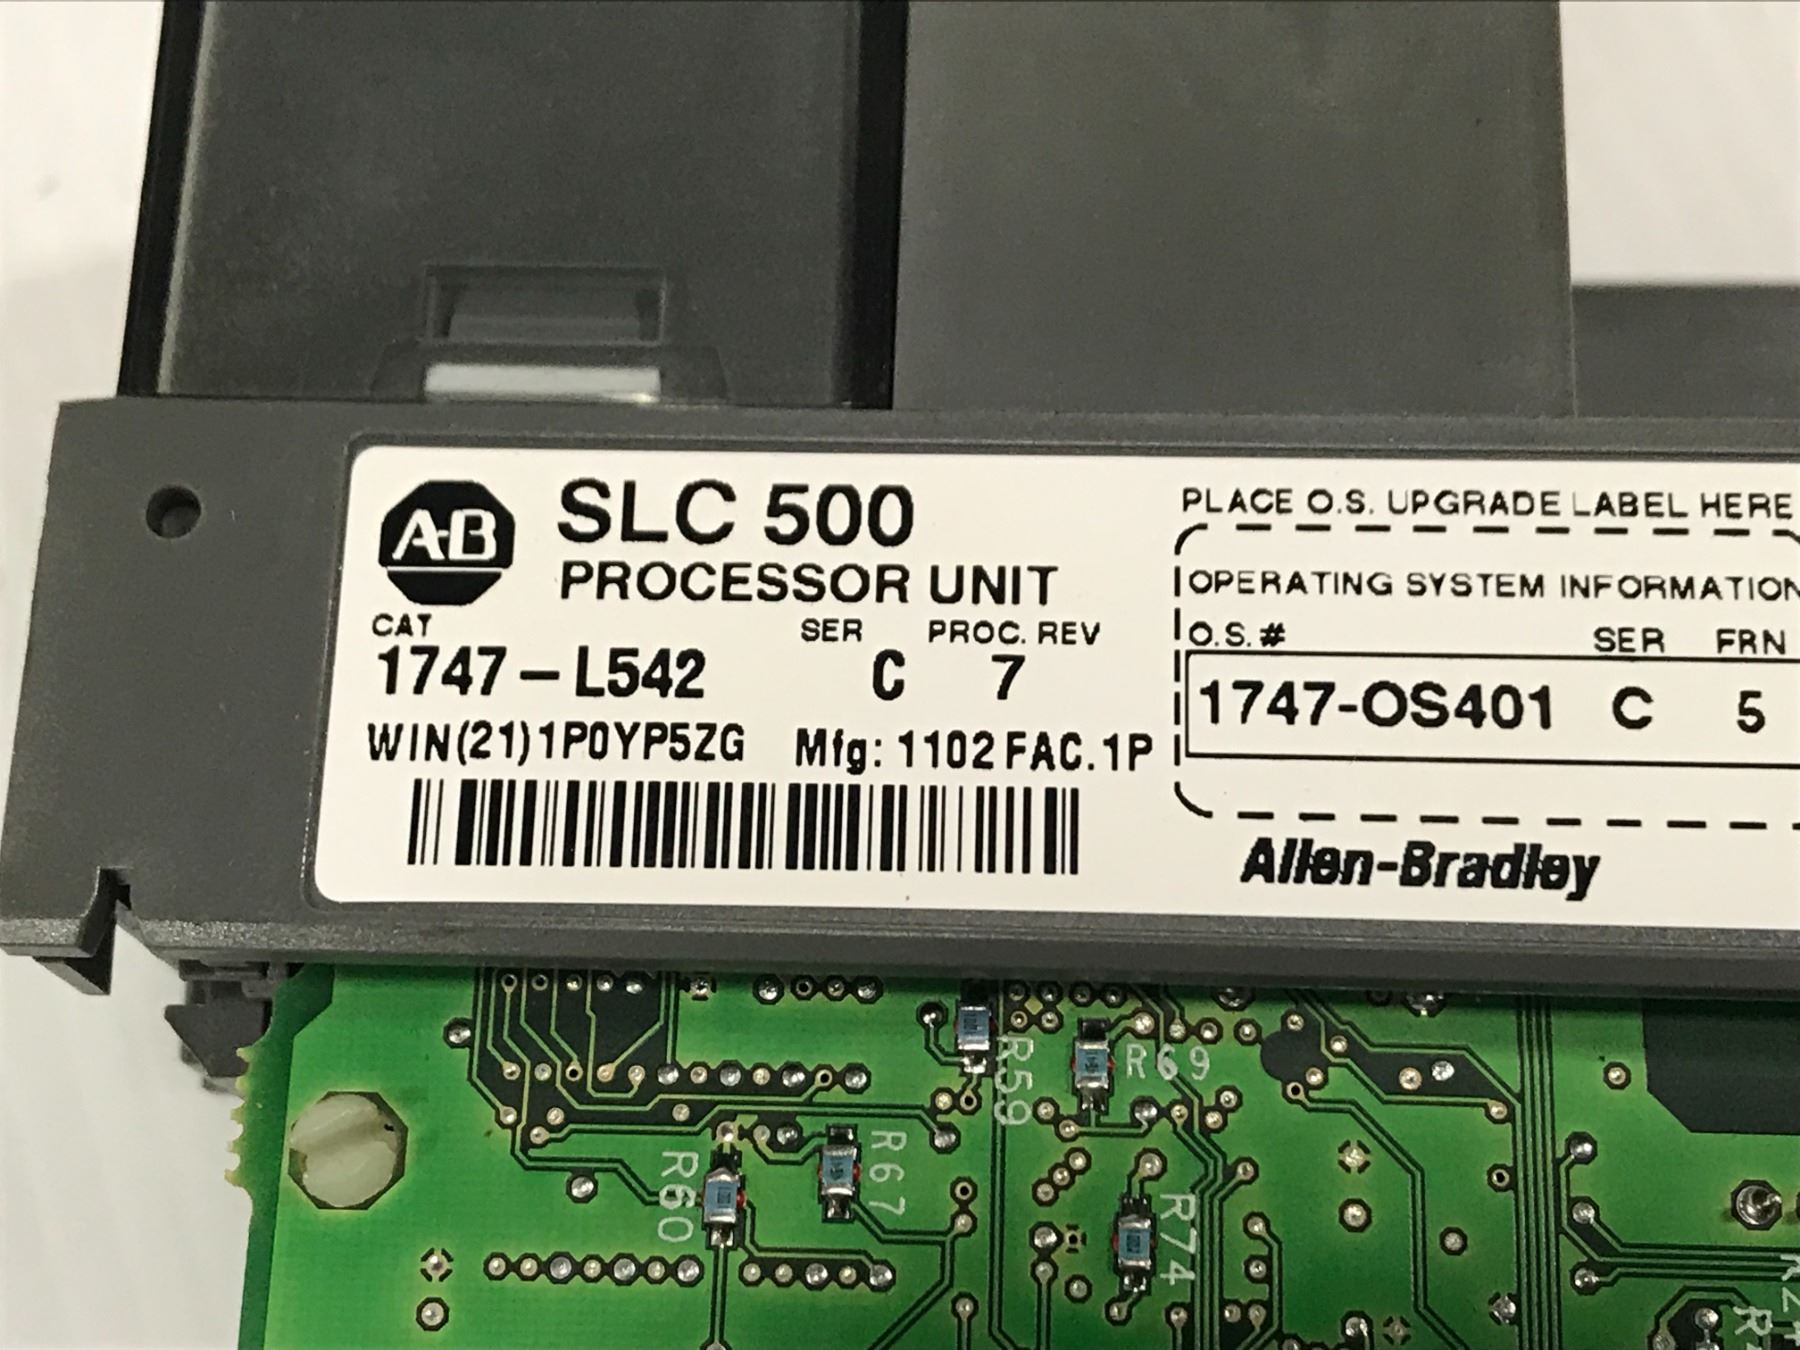 A-B
SLC 500
PROCESSOR UNIT
CAT SER PROC. REV
1747-L542 C 7
WIN(21)1P0YP5ZG Mfg: 1102 FAC.1P
PLACE O.S. UPGRADE LABEL HERE
OPERATING SYSTEM INFORMATION
O.S.# SER FRN
1747-OS401 C 5
Allen-Bradley
R59
R69
R60
R67
R74